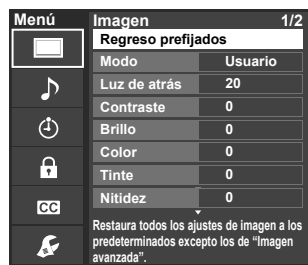 Menú
Imagen 1/2
Regreso prefijados
Modo Usuario
Luz de atrás 20
Contraste 0
Brillo 0
Color 0
Tinte 0
Nitidez 0
CC
Restaura todos los ajustes de imagen a los
predeterminados excepto los de “Imagen
avanzada”.